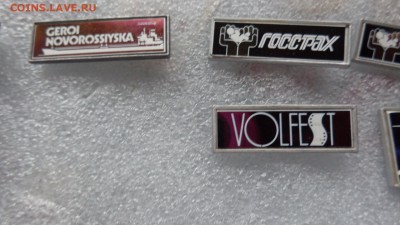 COINS.LAVE.RU
GEROI
NOVOROSSIYSKA
ГОССТРАХ
VOLFEST